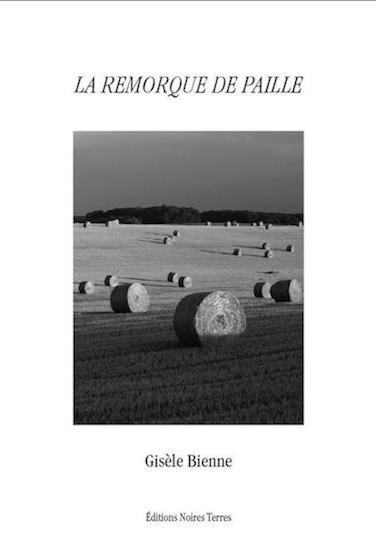 LA REMORQUE DE PAILLE
Gisèle Bienne
Éditions Noires Terres